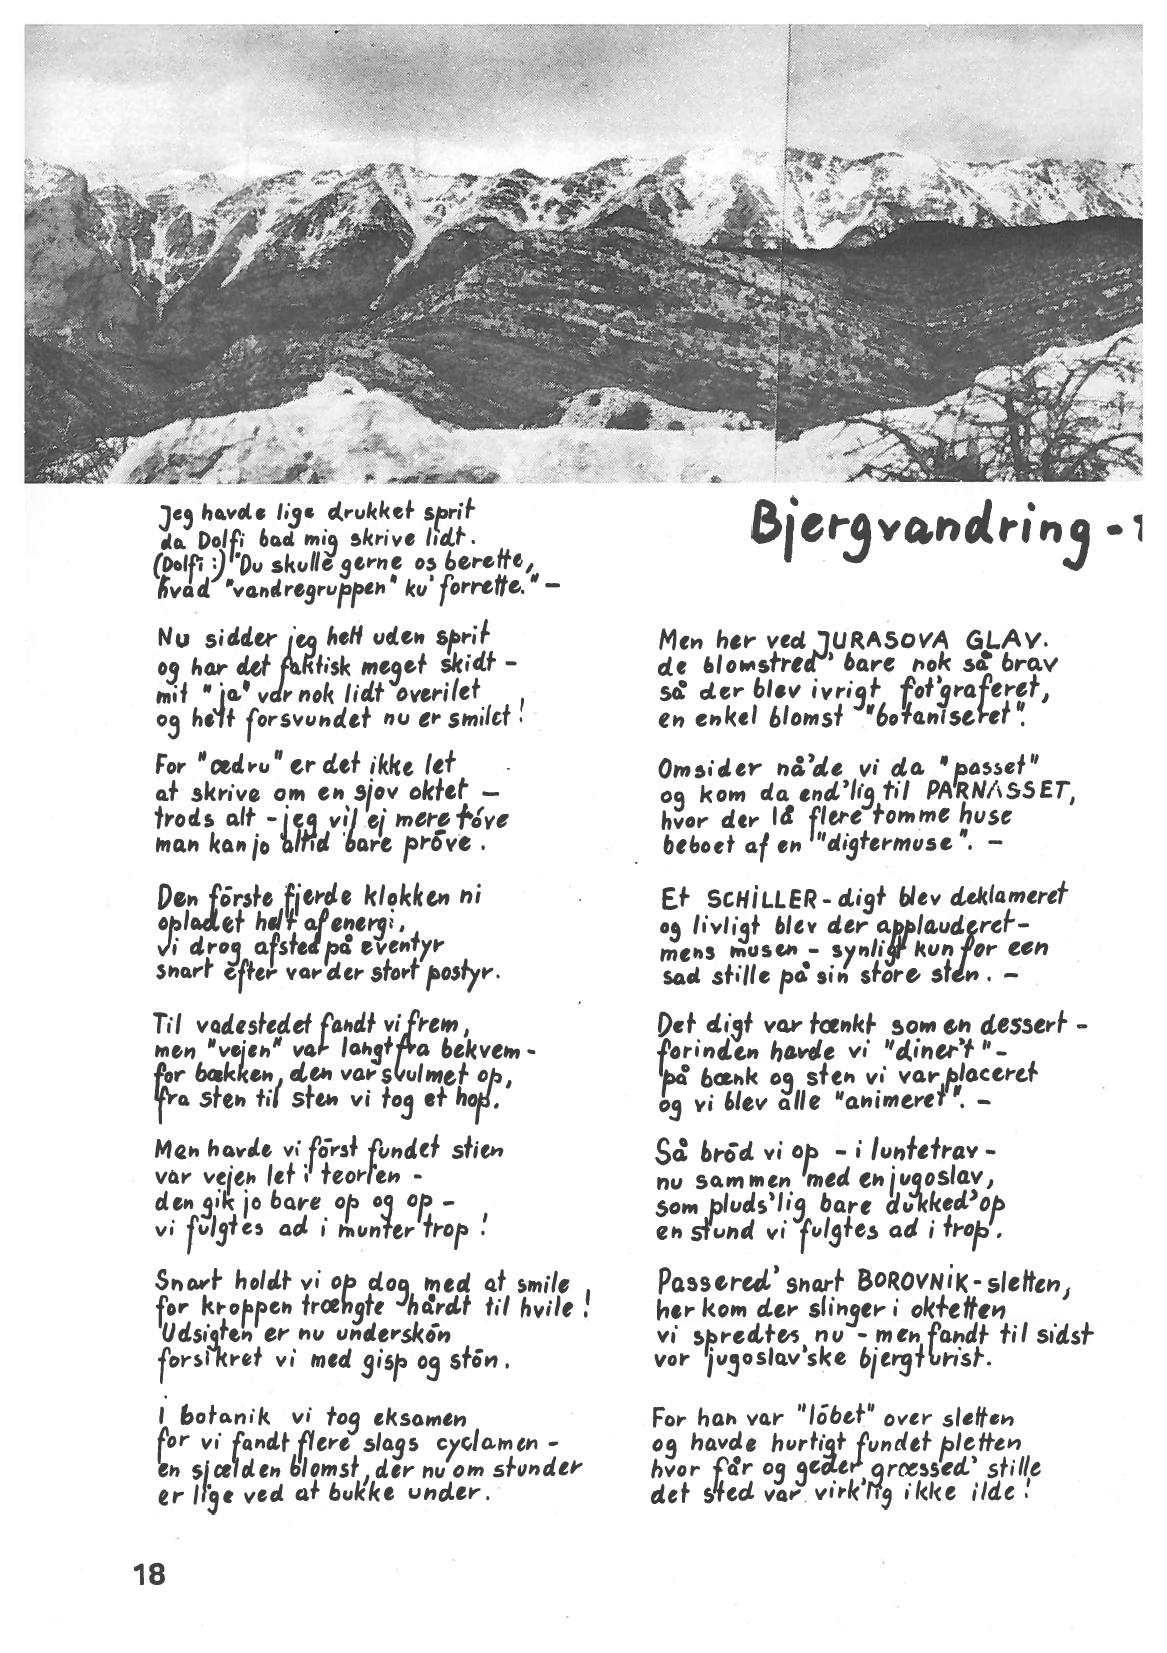 Bjergvandring -
Jeg havde lige drukket sprit
da Dolfi bad mig skrive lidt.
(Dolfi:) "Du skulle gerne os berette,
hvad "vandregruppen" ku' forrette." —
Nu sidder jeg helt uden sprit
og har det faktisk meget skidt -
mit "ja" var nok lidt overilet
og helt forsvundet nu er smilet!
For "ædru" er det ikke let
at skrive om en sjov oktet —
trods alt - jeg vil ej mere töve
man kan jo altid bare pröve.
Den förste fjerde klokken ni
opladet helt af energi,
vi drog afsted på eventyr
snart efter var der stort postyr.
Til vadestedet fandt vi frem,
men "vejen" var langt fra bekvem -
for bækken, den var svulmet op,
fra sten til sten vi tog et hop.
Men havde vi först fundet stien
var vejen let i teorien -
den gik jo bare op og op -
vi fulgtes ad i munter trop!
Snart holdt vi op dog med at smile
for kroppen trængte hårdt til hvile!
Udsigten er nu underskön
forsikret vi med gisp og stön.
i botanik vi tog eksamen
for vi fandt flere slags cyclamen -
en sjælden blomst, der nu om stunder
er lige ved at bukke under.
Men her ved JURASOVA GLAV.
de blomstred' bare nok så brav
så der blev ivrigt fot'graferet,
en enkel blomst "botaniseret".
Omsider nå'de vi da "passet"
og kom da end'lig til PARNASSET,
hvor der lå flere tomme huse
beboet af en "digtermuse". —
Et SCHiLLER - digt blev deklameret
og livligt blev der applauderet -
mens musen - synligt kun for een
sad stille på sin store sten. —
Det digt var tænkt som en dessert -
forinden havde vi "diner't" -
på bænk og sten vi var placeret
og vi blev alle "animeret". —
Så bröd vi op - i luntetrav -
nu sammen med en jugoslav,
som pluds'lig bare dukked' op
en stund vi fulgtes ad i trop.
Passered' snart BOROVNiK - sletten,
her kom der slinger i oktetten
vi spredtes nu - men fandt til sidst
vor jugoslav'ske bjergturist.
For han var "löbet" over sletten
og havde hurtigt fundet pletten
hvor får og geder græssed' stille
det sted var virk'lig ikke ilde!
18